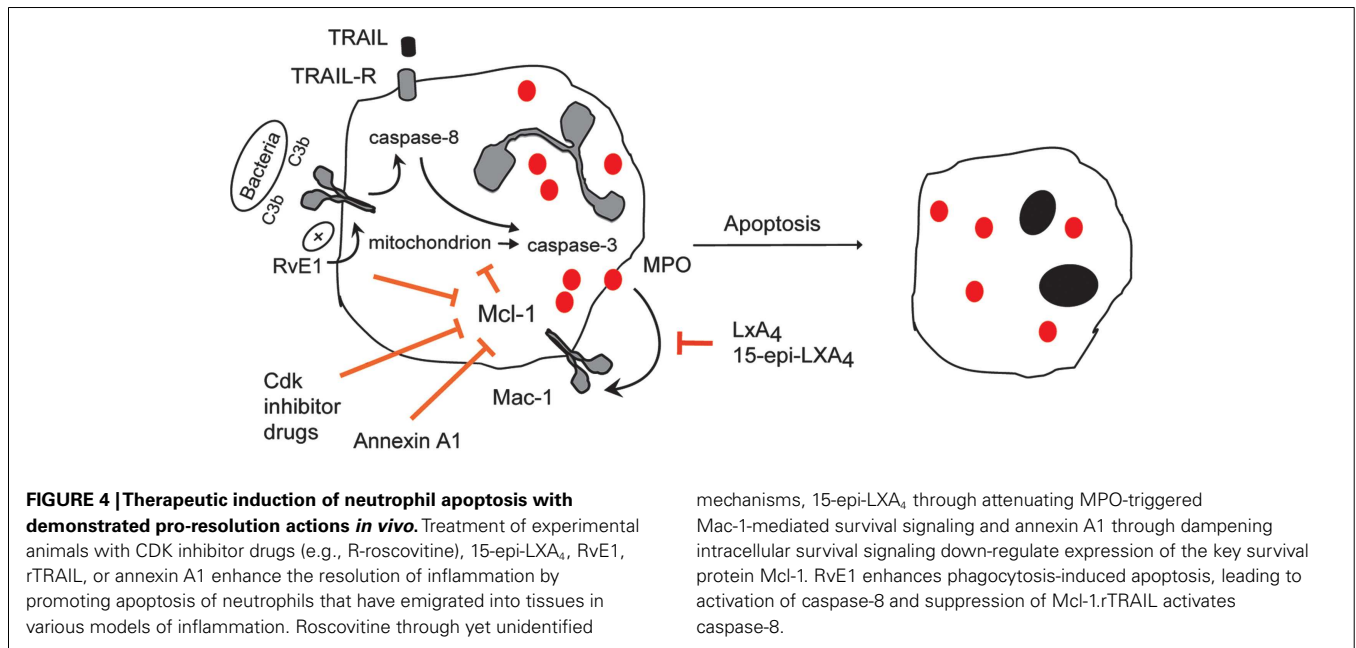 TRAIL
TRAIL-R
caspase-8
Bacteria
C3b
C3b
+
RvE1
mitochondrion
caspase-3
MPO
Apoptosis
Mcl-1
LxA₄
15-epi-LXA₄
Mac-1
Cdk
inhibitor
drugs
Annexin A1
FIGURE 4 | Therapeutic induction of neutrophil apoptosis with
demonstrated pro-resolution actions in vivo. Treatment of experimental
animals with CDK inhibitor drugs (e.g., R-roscovitine), 15-epi-LXA₄, RvE1,
rTRAIL, or annexin A1 enhance the resolution of inflammation by
promoting apoptosis of neutrophils that have emigrated into tissues in
various models of inflammation. Roscovitine through yet unidentified
mechanisms, 15-epi-LXA₄ through attenuating MPO-triggered
Mac-1-mediated survival signaling and annexin A1 through dampening
intracellular survival signaling down-regulate expression of the key survival
protein Mcl-1. RvE1 enhances phagocytosis-induced apoptosis, leading to
activation of caspase-8 and suppression of Mcl-1.rTRAIL activates
caspase-8.